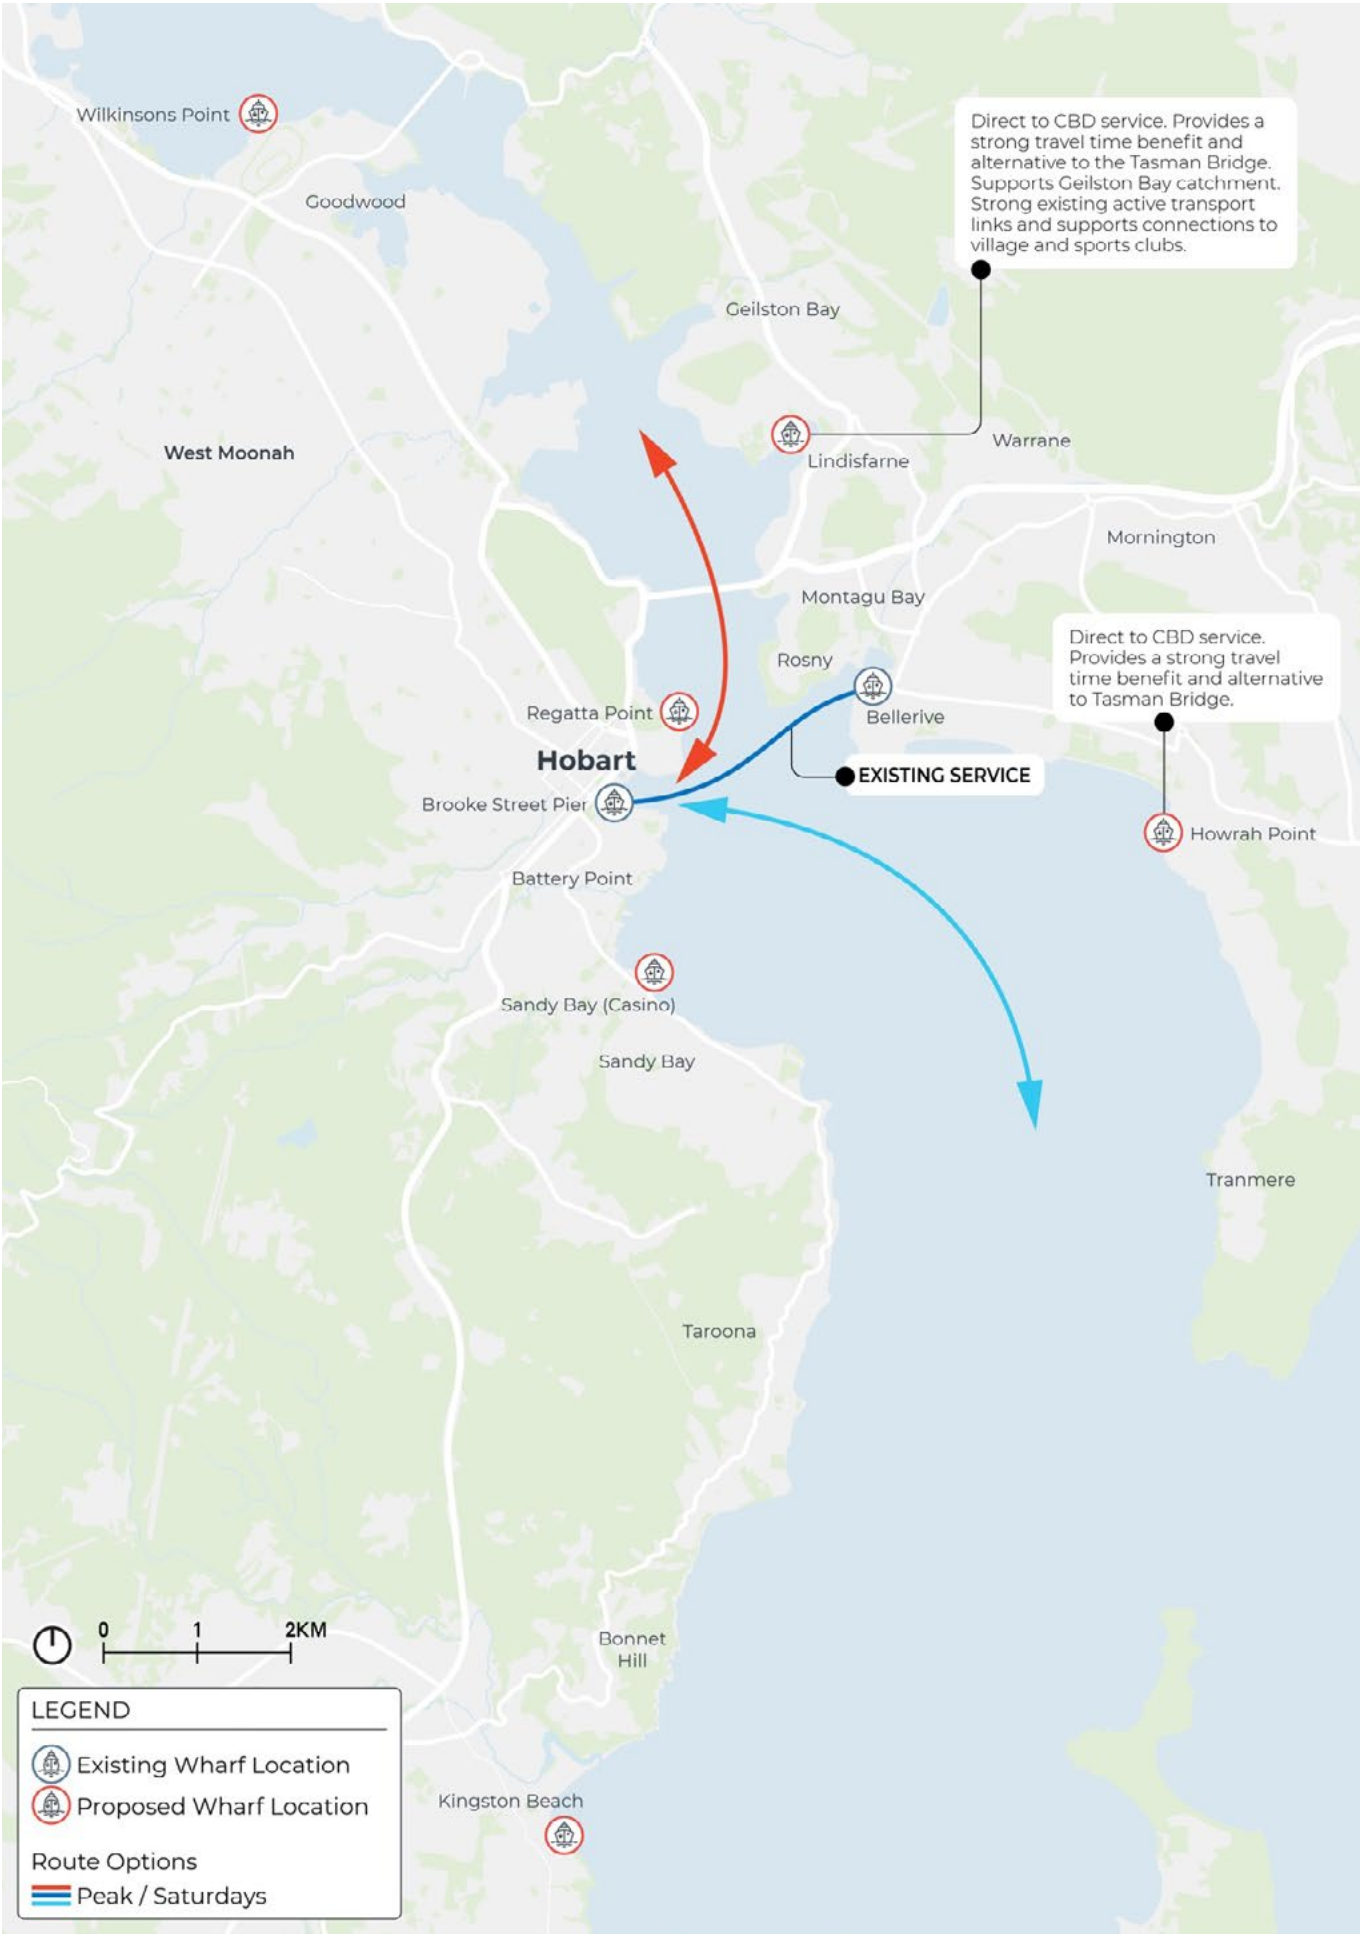 Wilkinsons Point
Goodwood
Direct to CBD service. Provides a
strong travel time benefit and
alternative to the Tasman Bridge.
Supports Geilston Bay catchment.
Strong existing active transport
links and supports connections to
village and sports clubs.
Geilston Bay
West Moonah
Warrane
Lindisfarne
Mornington
Montagu Bay
Direct to CBD service.
Provides a strong travel
time benefit and alternative
to Tasman Bridge.
Rosny
Regatta Point
Bellerive
Hobart
EXISTING SERVICE
Brooke Street Pier
Howrah Point
Battery Point
Sandy Bay (Casino)
Sandy Bay
Tranmere
Taroona
0 1 2KM
Bonnet
Hill
LEGEND
Existing Wharf Location
Proposed Wharf Location
Route Options
Peak / Saturdays
Kingston Beach